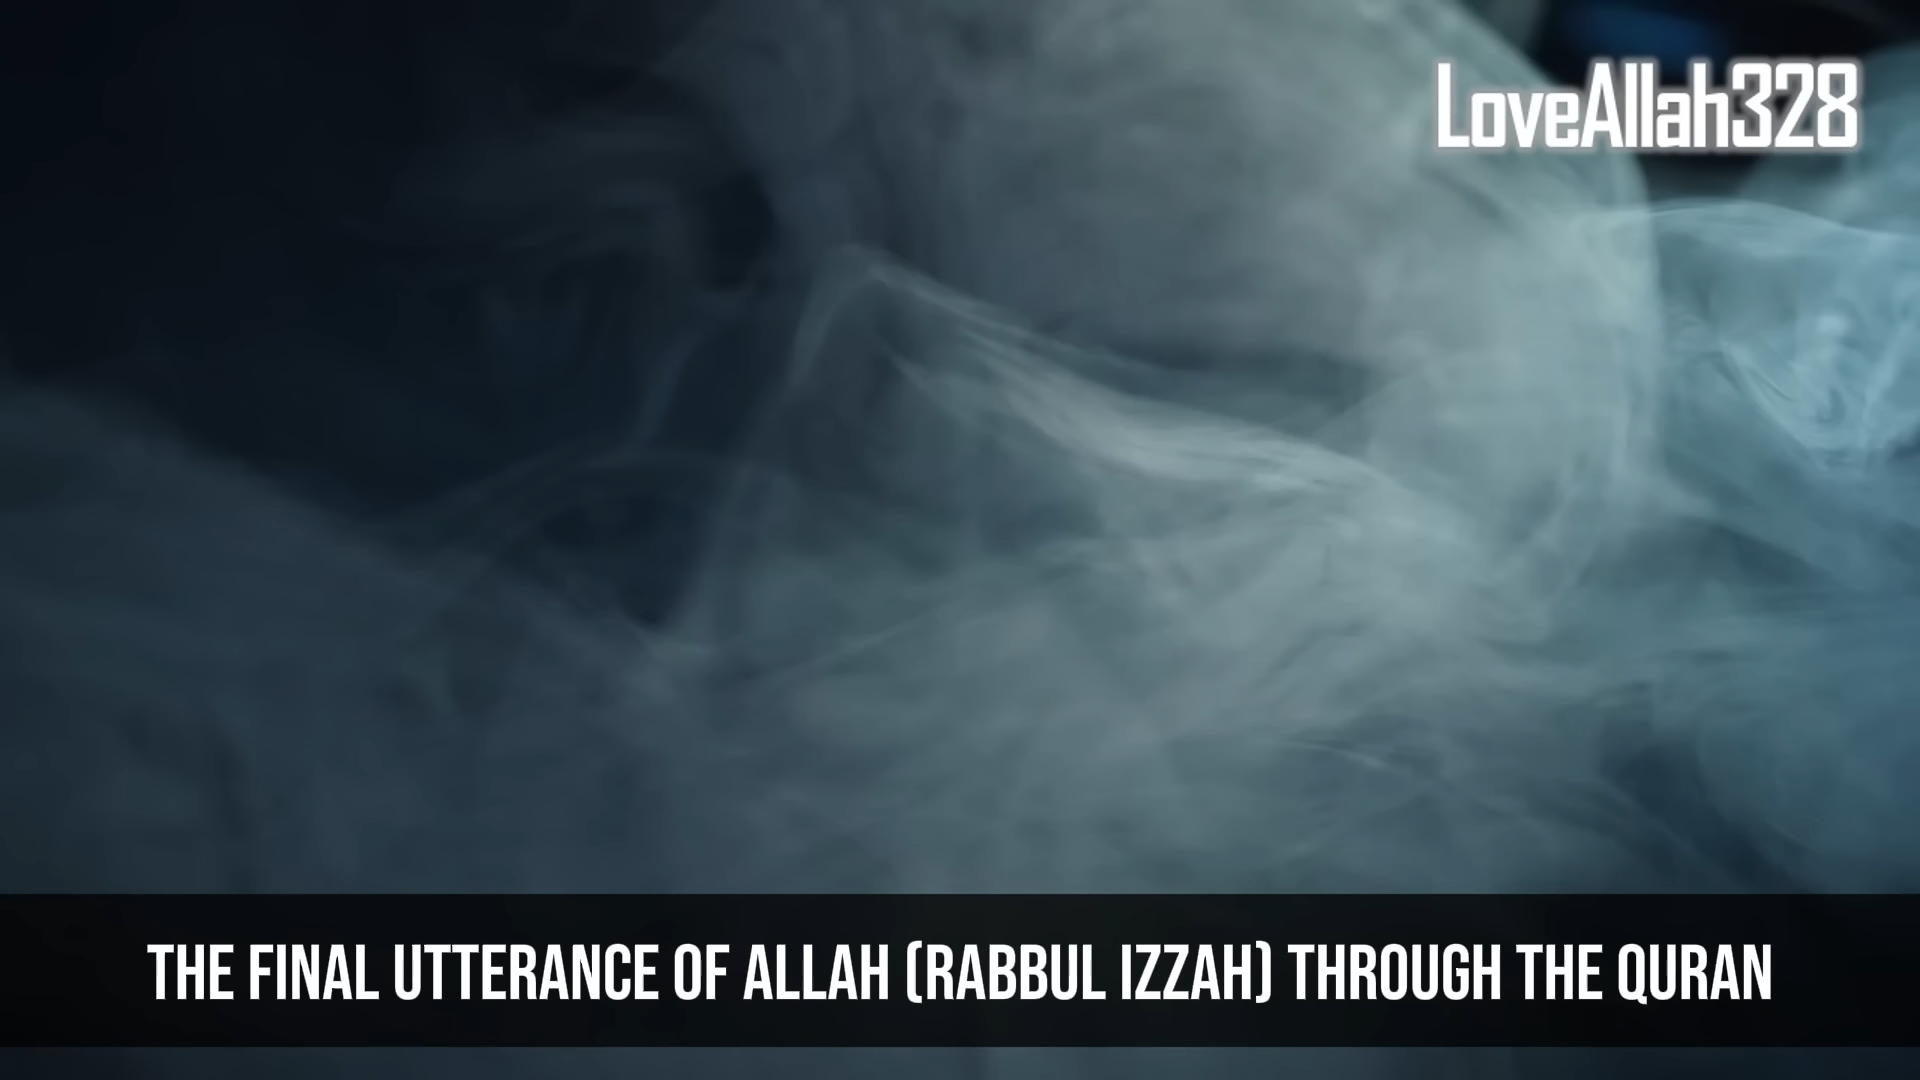 LoveAllah328
THE FINAL UTTERANCE OF ALLAH (RABBUL IZZAH) THROUGH THE QURAN